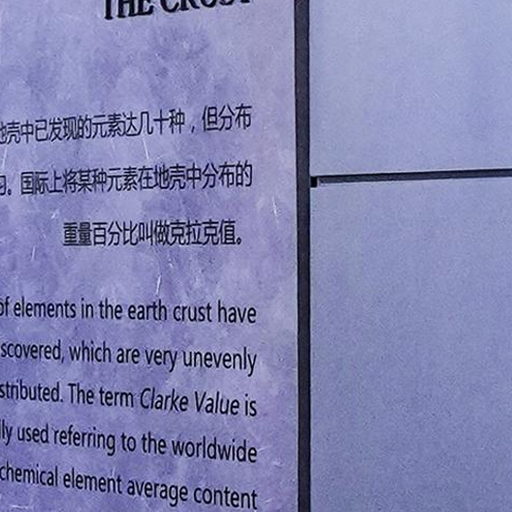 THE CRUST
地壳中已发现的元素达几十种，但分布
匀。国际上将某种元素在地壳中分布的
重量百分比叫做克拉克值。
of elements in the earth crust have
scovered, which are very unevenly
stributed. The term Clarke Value is
lly used referring to the worldwide
chemical element average content